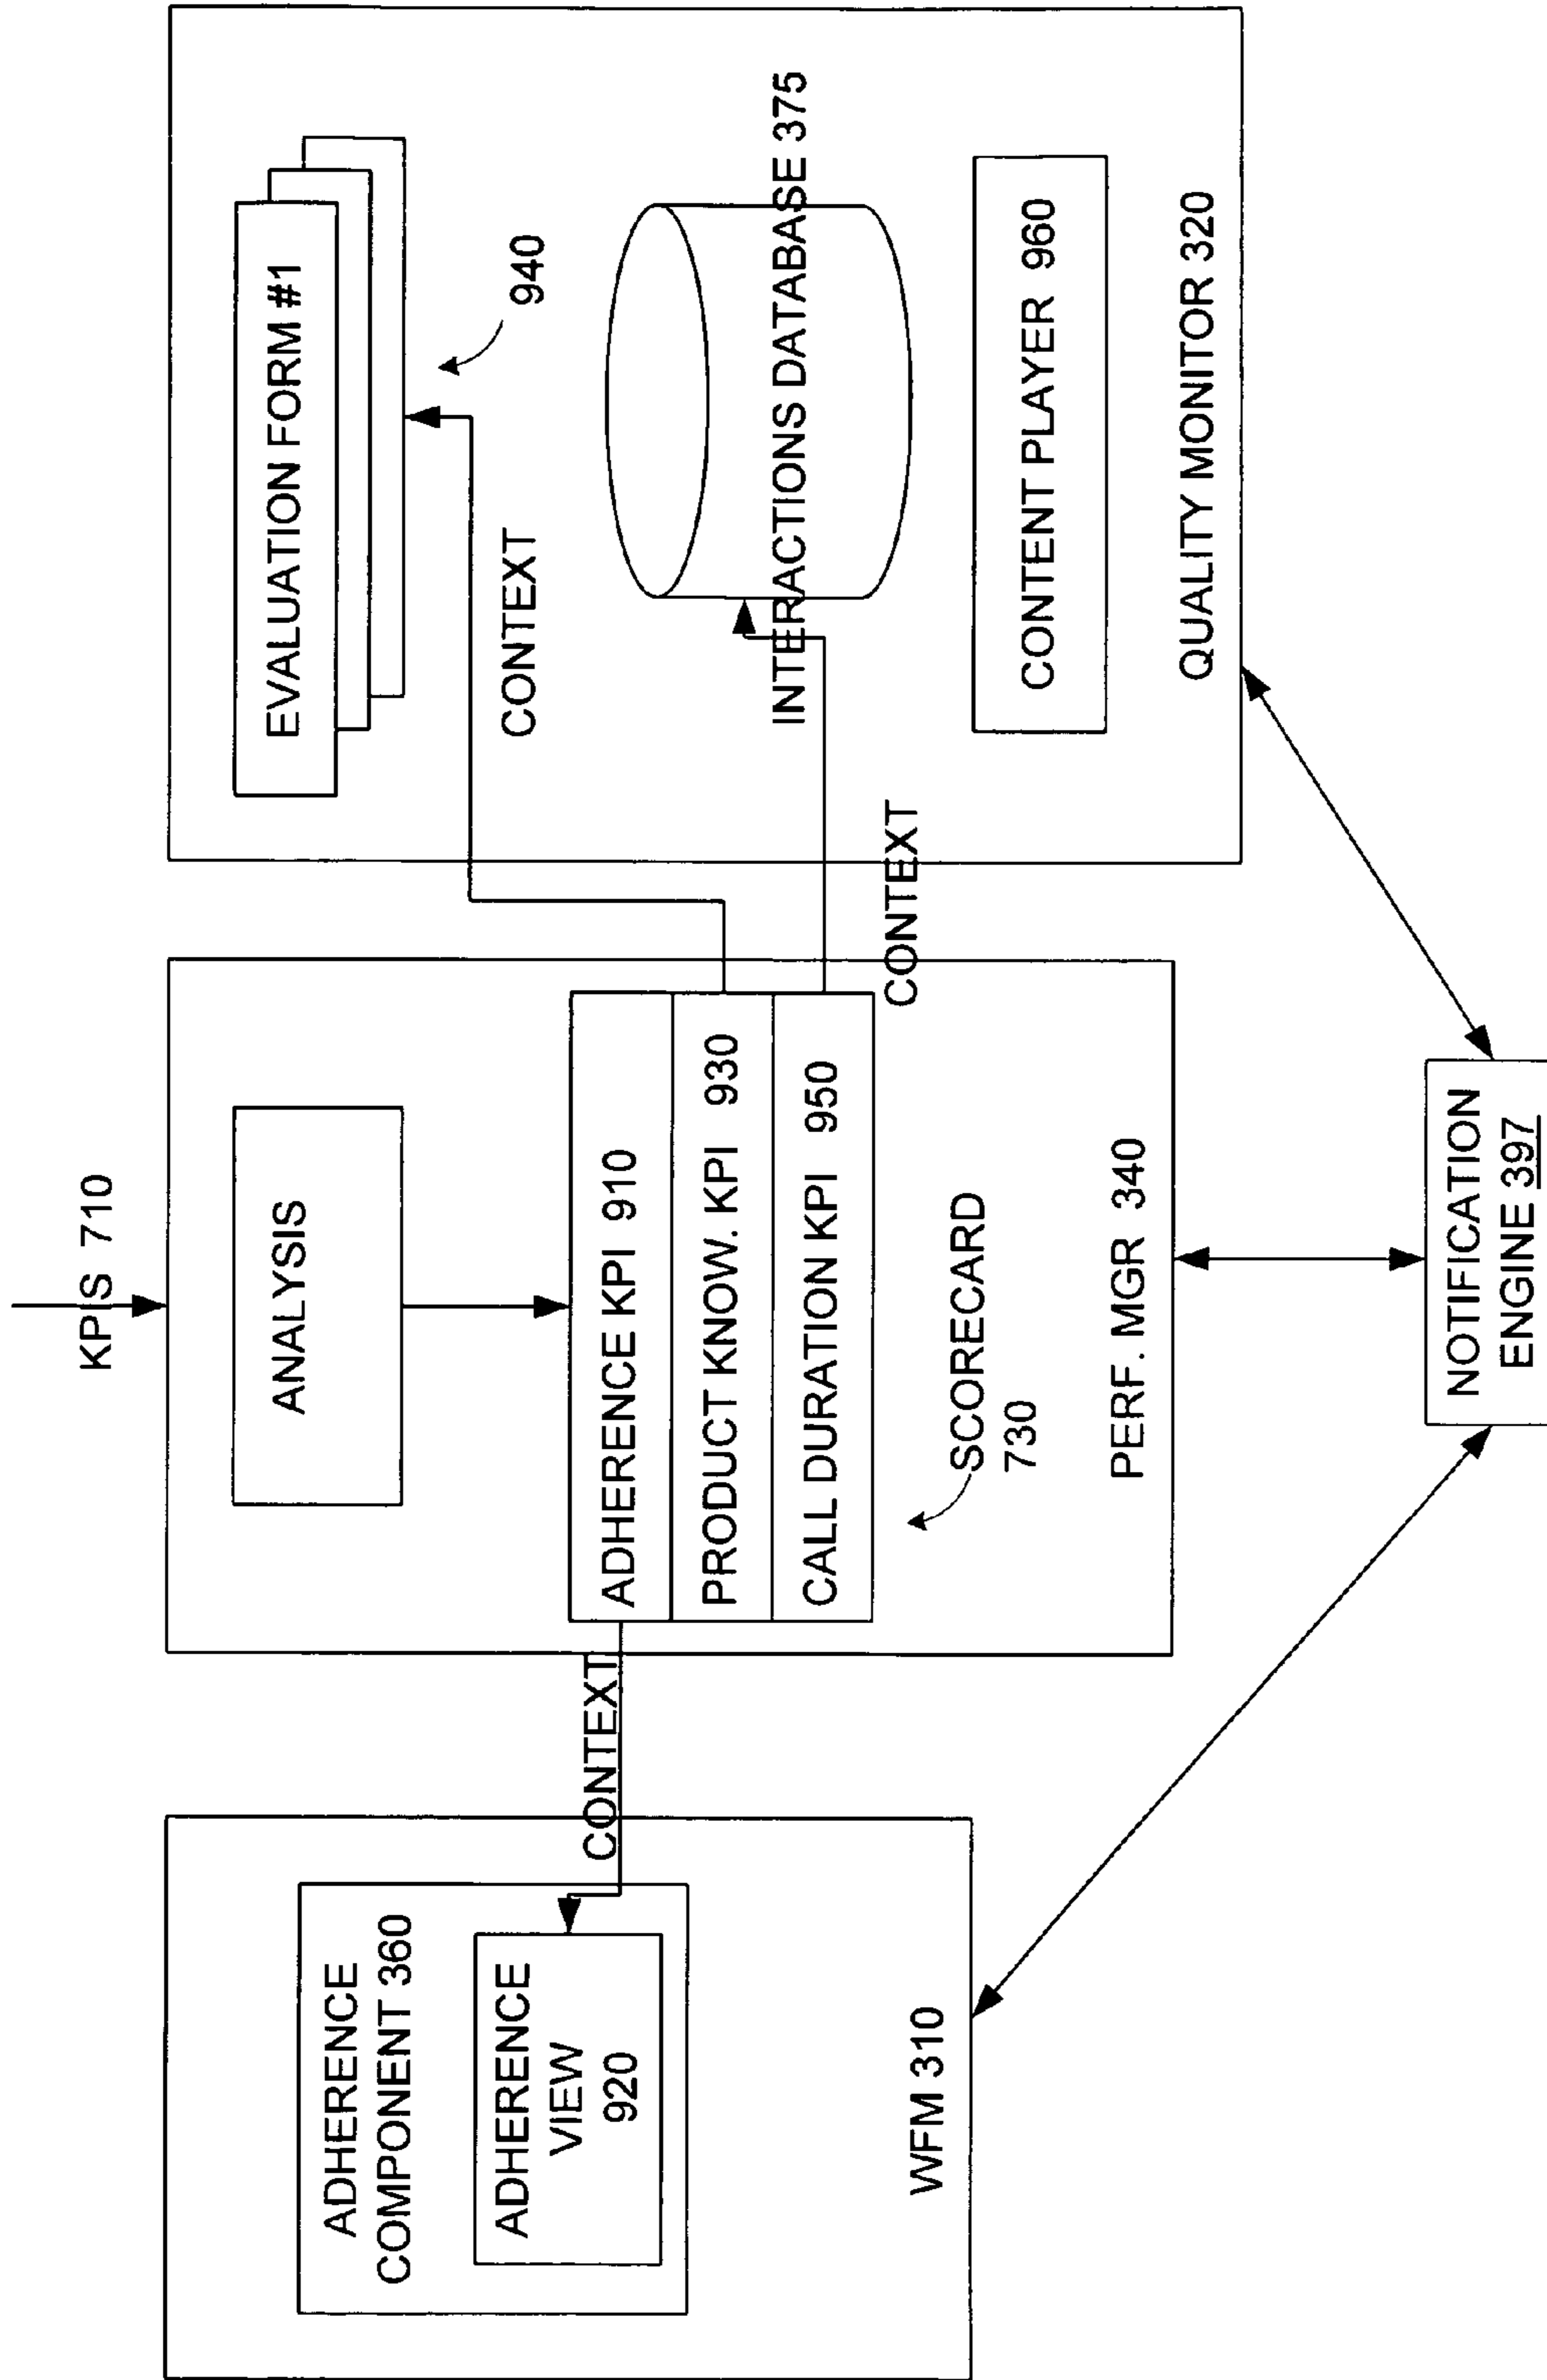 KPIS 710
ADHERENCE
COMPONENT 360
ADHERENCE
VIEW
920
WFM 310
CONTEXT
ANALYSIS
ADHERENCE KPI 910
PRODUCT KNOW. KPI 930
CALL DURATION KPI 950
SCORECARD
730
PERF. MGR 340
CONTEXT
CONTEXT
EVALUATION FORM #1
940
INTERACTIONS DATABASE 375
CONTENT PLAYER 960
QUALITY MONITOR 320
NOTIFICATION
ENGINE 397